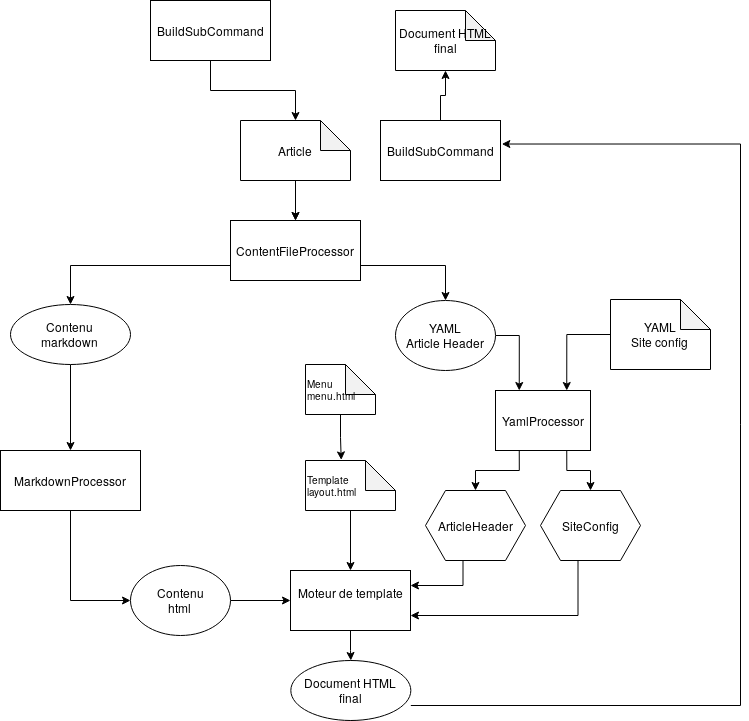 BuildSubCommand
Document HTML
final
Article
BuildSubCommand
ContentFileProcessor
Contenu
markdown
YAML
Article Header
YAML
Site config
Menu
menu.html
YamlProcessor
MarkdownProcessor
Template
layout.html
ArticleHeader
SiteConfig
Contenu
html
Moteur de template
Document HTML
final